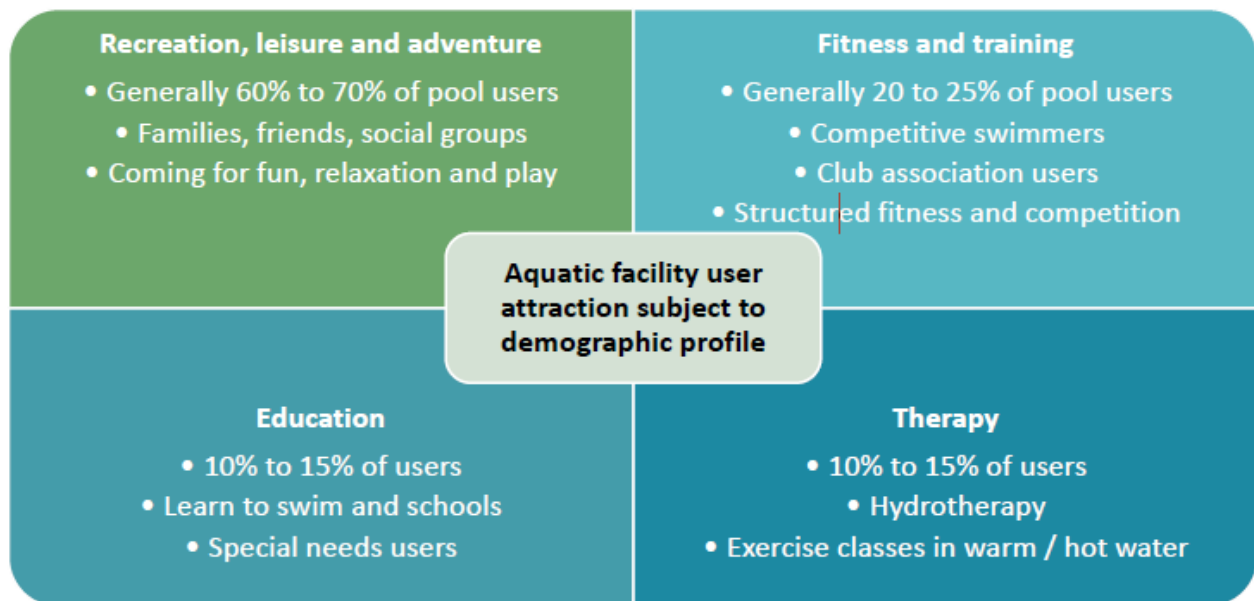 Recreation, leisure and adventure
• Generally 60% to 70% of pool users
• Families, friends, social groups
• Coming for fun, relaxation and play
Fitness and training
• Generally 20 to 25% of pool users
• Competitive swimmers
• Club association users
• Structured fitness and competition
Aquatic facility user
attraction subject to
demographic profile
Education
• 10% to 15% of users
• Learn to swim and schools
• Special needs users
Therapy
• 10% to 15% of users
• Hydrotherapy
• Exercise classes in warm / hot water